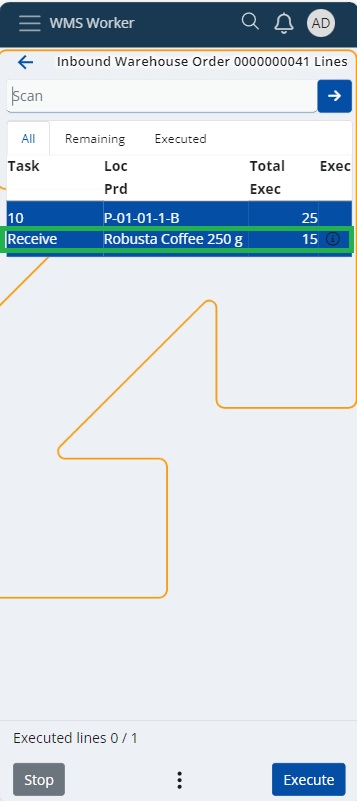 WMS Worker AD
Inbound Warehouse Order 0000000041 Lines
Scan
All Remaining Executed
Task Loc Total Exec
Prd Exec
10 P-01-01-1-B 25
Receive Robusta Coffee 250 g 15
Executed lines 0 / 1
Stop Execute